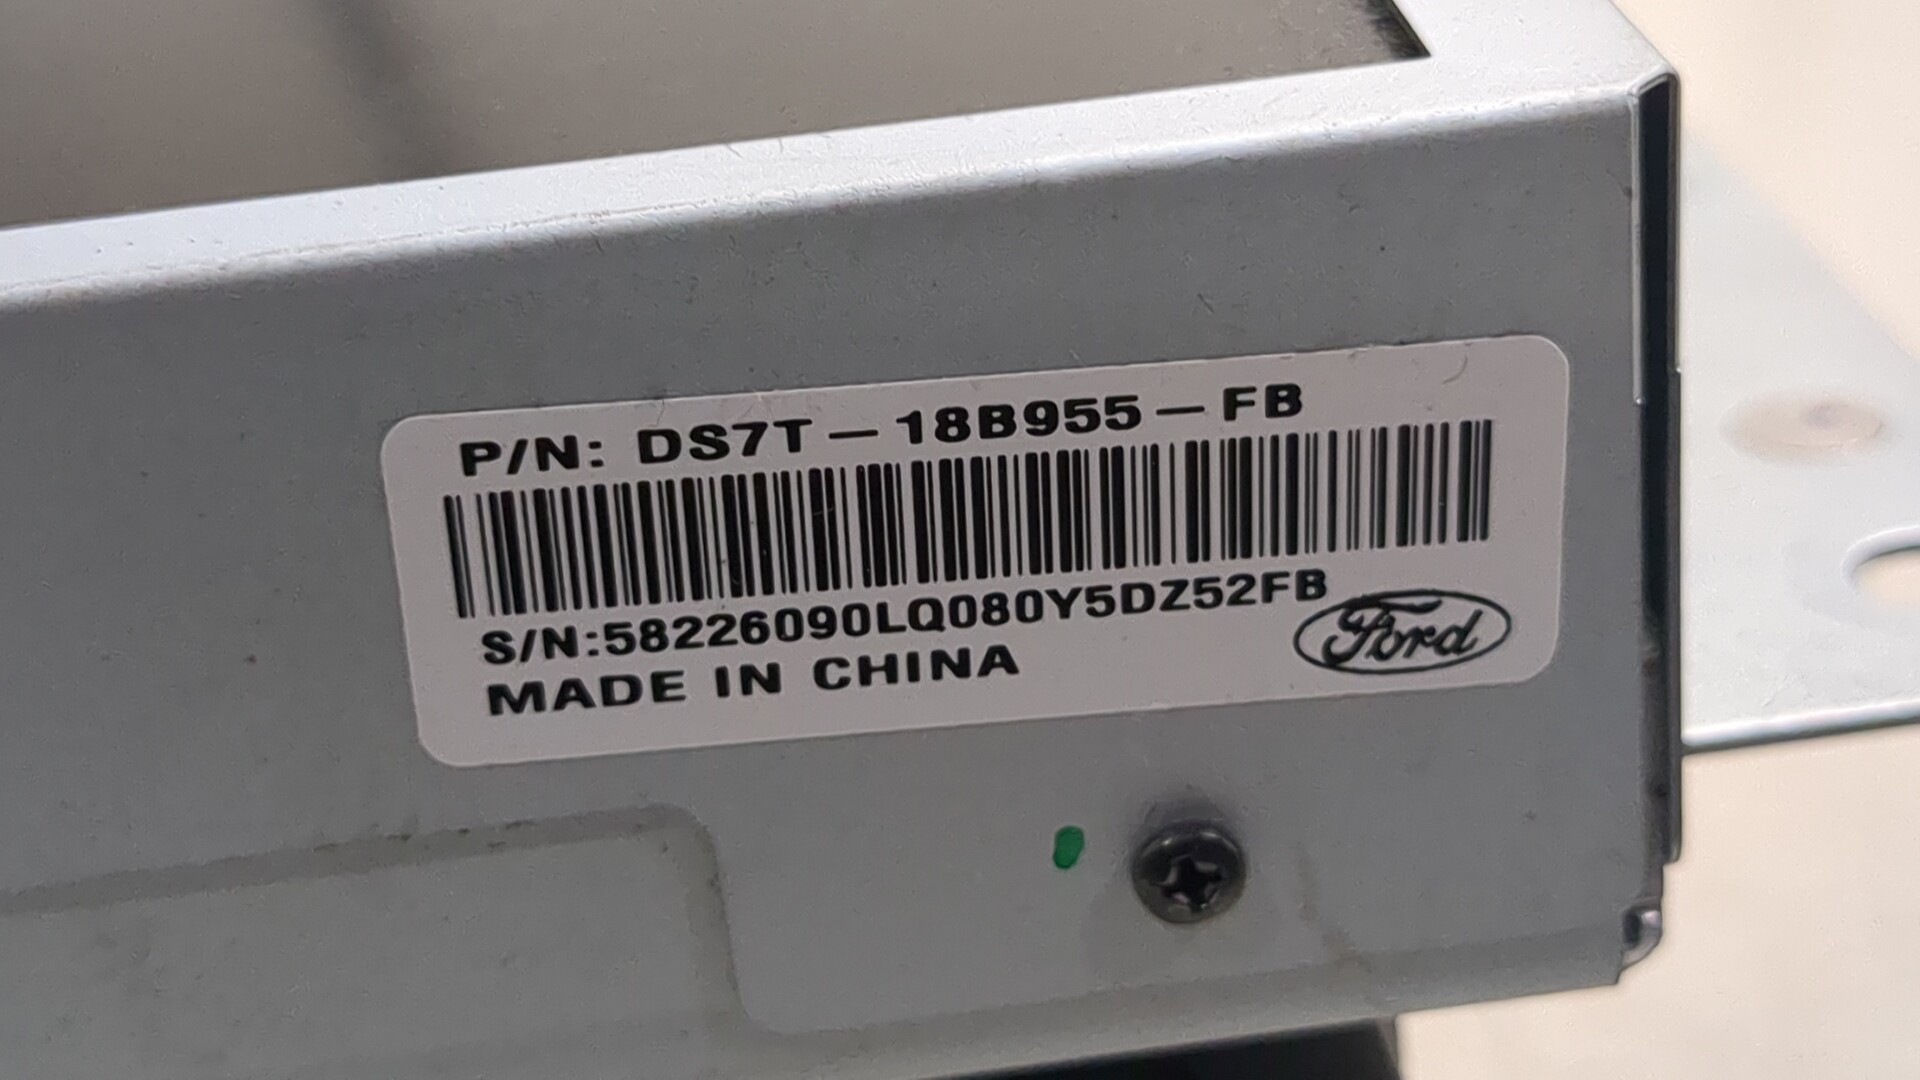 P/N: DS7T-18B955-FB
S/N:58226090LQ080Y5DZ52FB
MADE IN CHINA
Ford